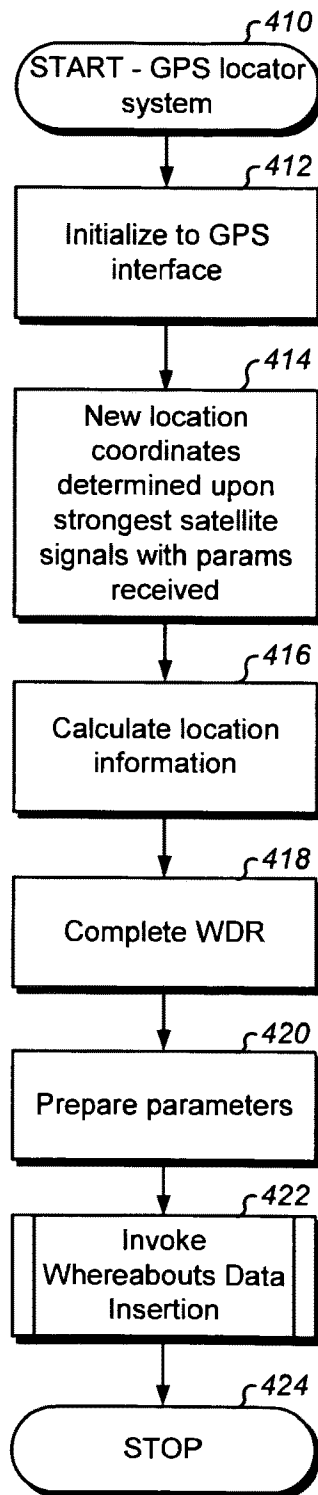 410
START - GPS locator
system
412
Initialize to GPS
interface
414
New location
coordinates
determined upon
strongest satellite
signals with params
received
416
Calculate location
information
418
Complete WDR
420
Prepare parameters
422
Invoke
Whereabouts Data
Insertion
424
STOP